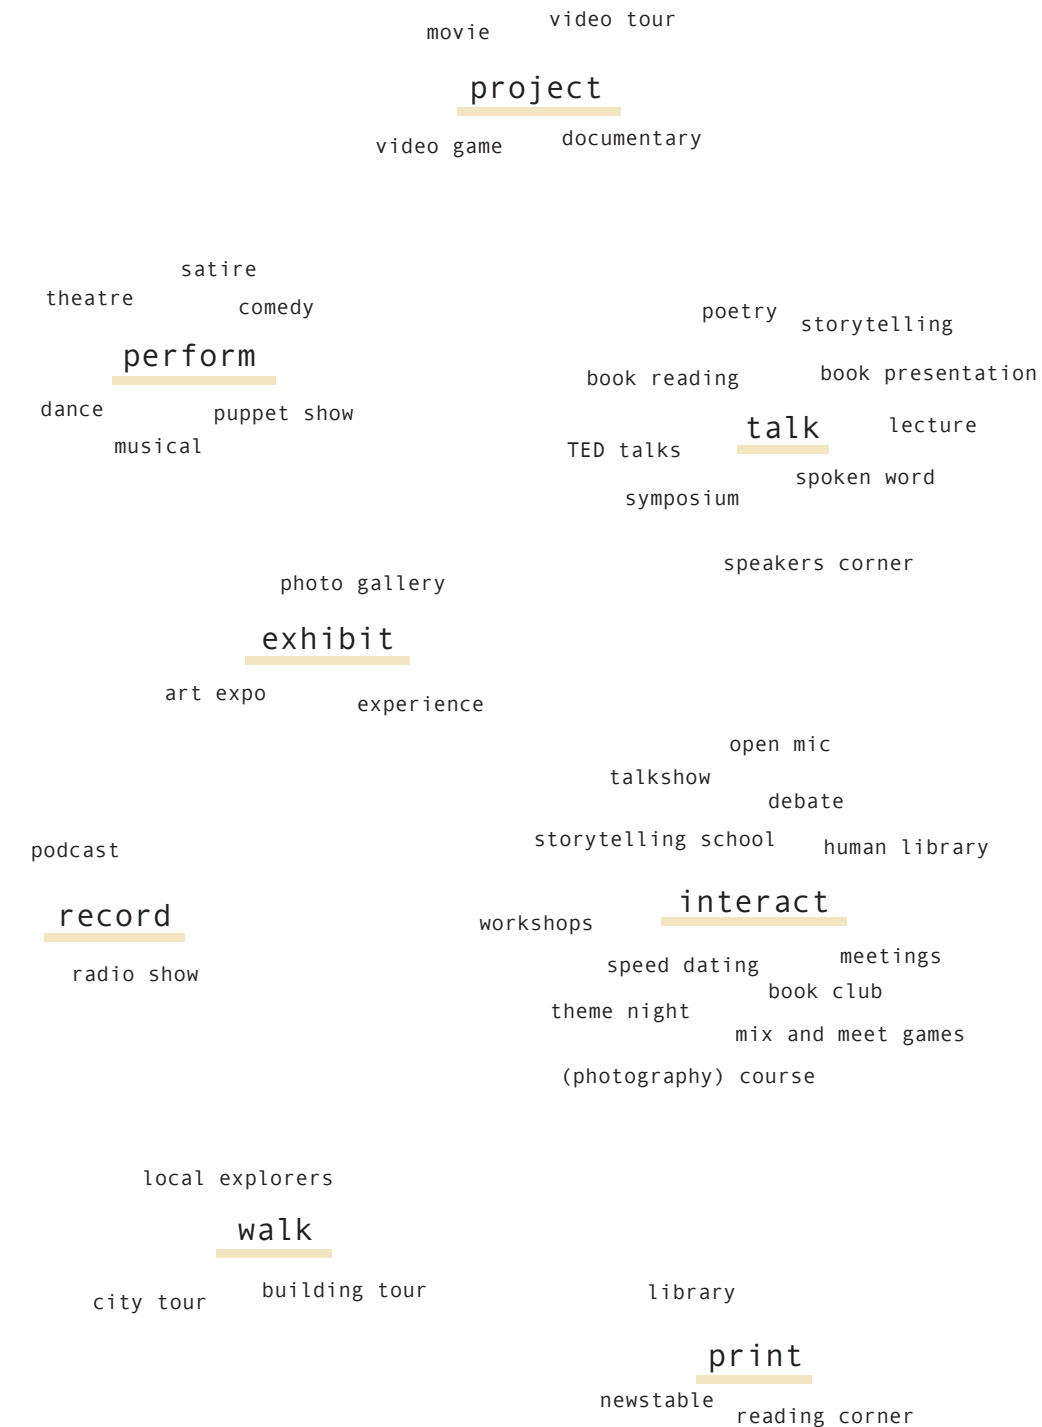 movie
video tour
project
video game
documentary
satire
theatre
comedy
perform
dance
puppet show
musical
poetry
storytelling
book reading
book presentation
talk
lecture
TED talks
spoken word
symposium
speakers corner
photo gallery
exhibit
art expo
experience
open mic
talkshow
debate
storytelling school
human library
interact
workshops
speed dating
meetings
book club
theme night
mix and meet games
(photography) course
podcast
record
radio show
local explorers
walk
city tour
building tour
library
print
newstable
reading corner